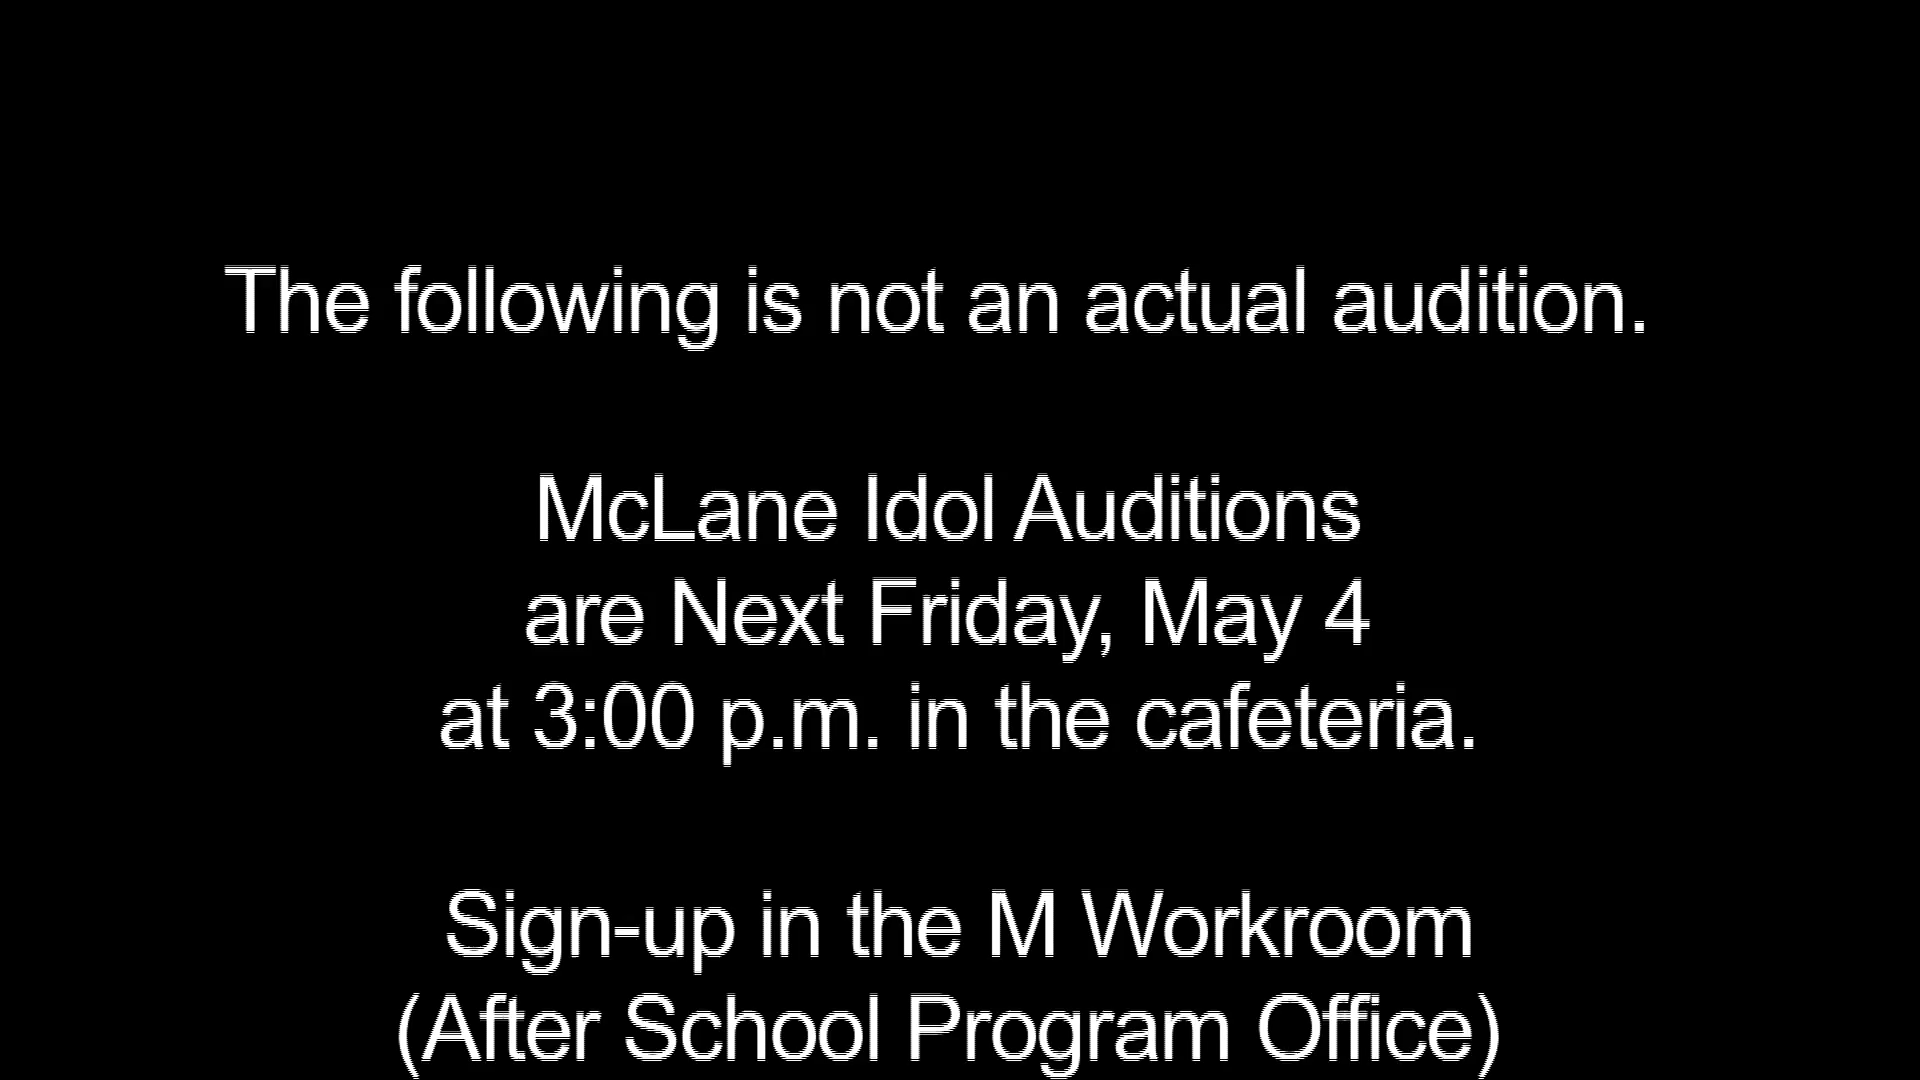 The following is not an actual audition.
McLane Idol Auditions
are Next Friday, May 4
at 3:00 p.m. in the cafeteria.
Sign-up in the M Workroom
(After School Program Office)